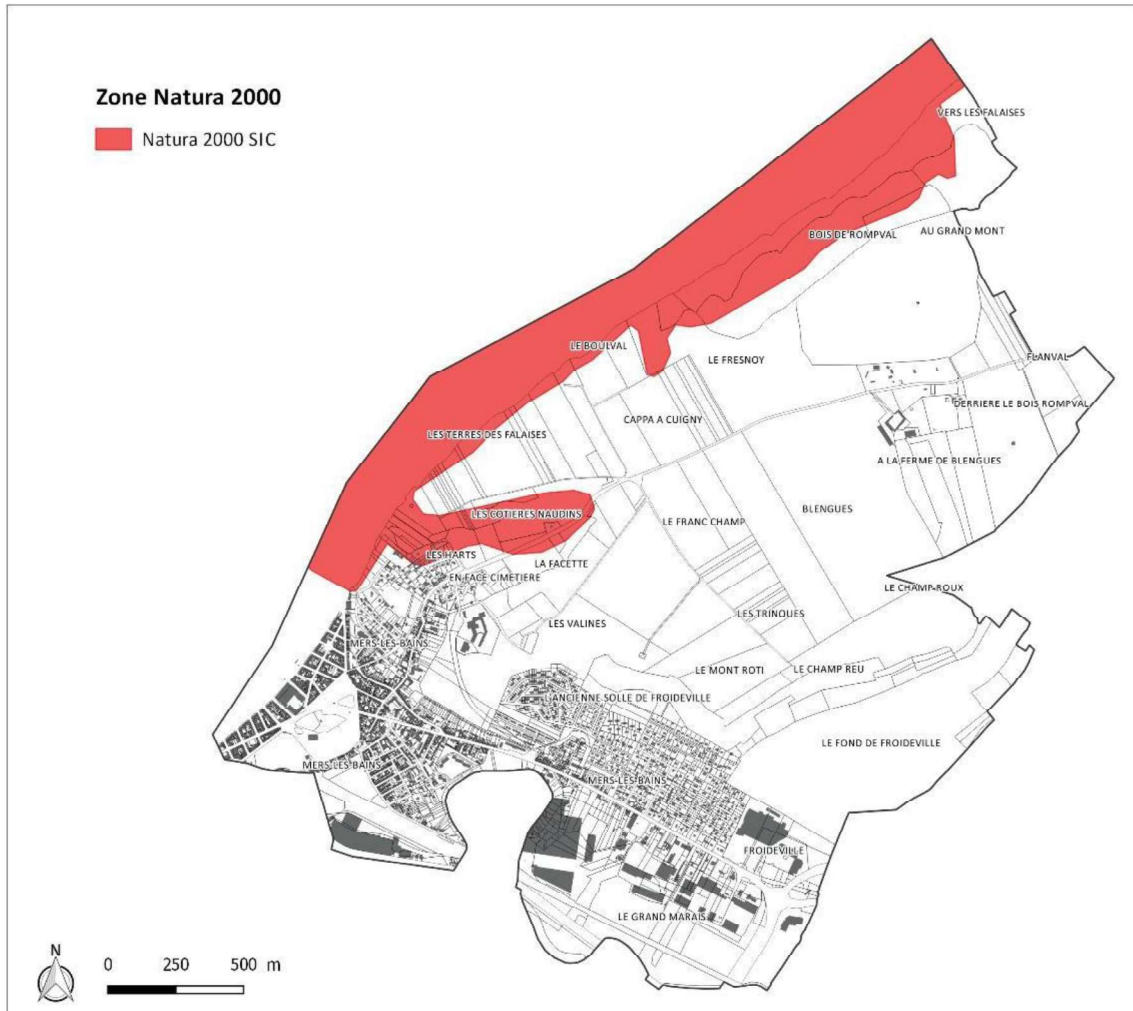 Zone Natura 2000
Natura 2000 SIC
VERS LES FALAISES
BOIS DE ROMPVAL
AU GRAND MONT
LE BOULVAL
LE FRESNOY
FLANVAL
DERRIERE LE BOIS ROMPVAL
CAPPA A CUIGNY
LES TERRES DES FALAISES
A LA FERME DE BLENGUES
LES COTIERES NAUDINS
LE FRANC CHAMP
BLENGUES
LES HARTS
LA FACETTE
EN FACE CIMETIERE
LE CHAMP ROUX
LES TRINQUES
LES VALINES
MERS-LES-BAINS
LE MONT ROTI
LE CHAMP REU
L'ANCIENNE SOLLE DE FROIDEVILLE
LE FOND DE FROIDEVILLE
MERS-LES-BAINS
MERS-LES-BAINS
FROIDEVILLE
LE GRAND MARAIS
N
0 250 500 m